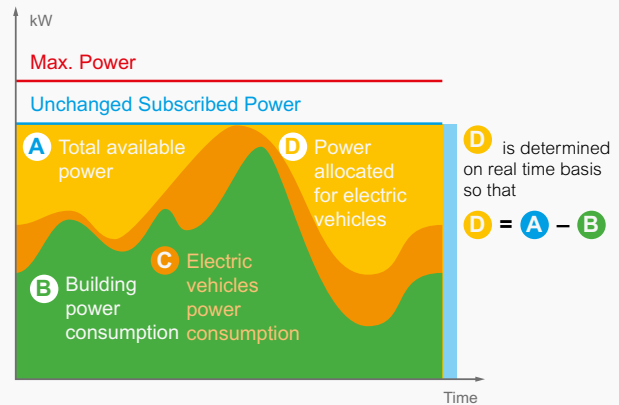 kW
Max. Power
Unchanged Subscribed Power
A Total available
power
D Power
allocated
for electric
vehicles
C Electric
vehicles
power
consumption
B Building
power
consumption
Time
D is determined
on real time basis
so that
D = A – B